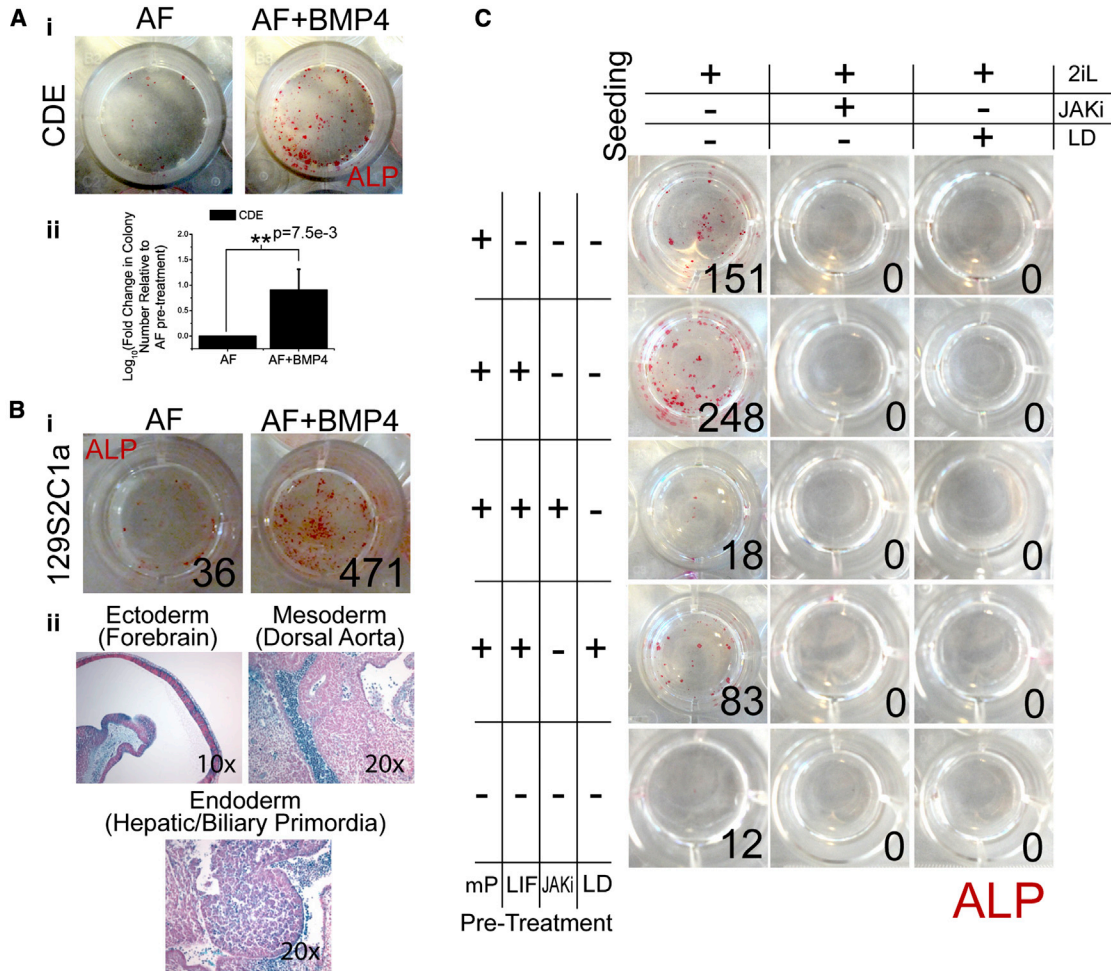 A
i
AF
AF+BMP4
CDE
ALP
ii
CDE
Log10(Fold Change in Colony
Number Relative to
AF pre-treatment)
2.0
1.5
1.0
0.5
0.0
** p=7.5e-3
AF
AF+BMP4
B
i
AF
AF+BMP4
129S2C1a
ALP
36
471
ii
Ectoderm
(Forebrain)
Mesoderm
(Dorsal Aorta)
10x
20x
Endoderm
(Hepatic/Biliary Primordia)
20x
C
Seeding
+ + + 2iL
- + - JAKi
- - + LD
+ - - -
151 0 0
+ + - -
248 0 0
+ + + -
18 0 0
+ + - +
83 0 0
- - - -
12 0 0
mP LIF JAKi LD
Pre-Treatment
ALP